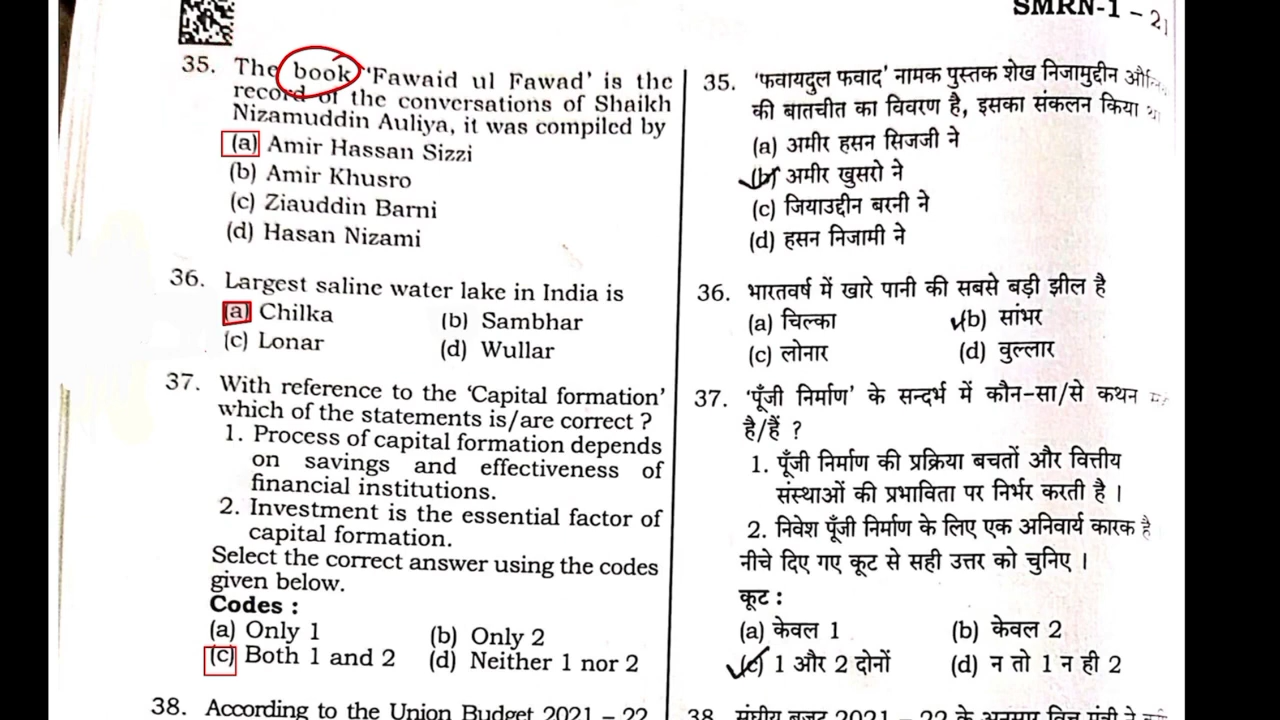 SMRN-1 – 21
35. The book 'Fawaid ul Fawad' is the
record of the conversations of Shaikh
Nizamuddin Auliya, it was compiled by
(a) Amir Hassan Sizzi
(b) Amir Khusro
(c) Ziauddin Barni
(d) Hasan Nizami
36. Largest saline water lake in India is
(a) Chilka (b) Sambhar
(c) Lonar (d) Wullar
37. With reference to the 'Capital formation'
which of the statements is/are correct ?
1. Process of capital formation depends
on savings and effectiveness of
financial institutions.
2. Investment is the essential factor of
capital formation.
Select the correct answer using the codes
given below.
Codes :
(a) Only 1 (b) Only 2
(c) Both 1 and 2 (d) Neither 1 nor 2
38. According to the Union Budget 2021 – 22
35. 'फवायदुल फवाद' नामक पुस्तक शेख निजामुद्दीन
की बातचीत का विवरण है, इसका संकलन किया
(a) अमीर हसन सिजजी ने
(b) अमीर खुसरो ने
(c) जियाउद्दीन बरनी ने
(d) हसन निजामी ने
36. भारतवर्ष में खारे पानी की सबसे बड़ी झील है
(a) चिल्का (b) सांभर
(c) लोनार (d) वुल्लार
37. 'पूँजी निर्माण' के सन्दर्भ में कौन-सा/से कथन
है/हैं ?
1. पूँजी निर्माण की प्रक्रिया बचतों और वित्तीय
संस्थाओं की प्रभाविता पर निर्भर करती है ।
2. निवेश पूँजी निर्माण के लिए एक अनिवार्य कारक है
नीचे दिए गए कूट से सही उत्तर को चुनिए ।
कूट :
(a) केवल 1 (b) केवल 2
(c) 1 और 2 दोनों (d) न तो 1 न ही 2
38. संघीय बजट 2021 – 22 के अनुसार वित्त मंत्री ने